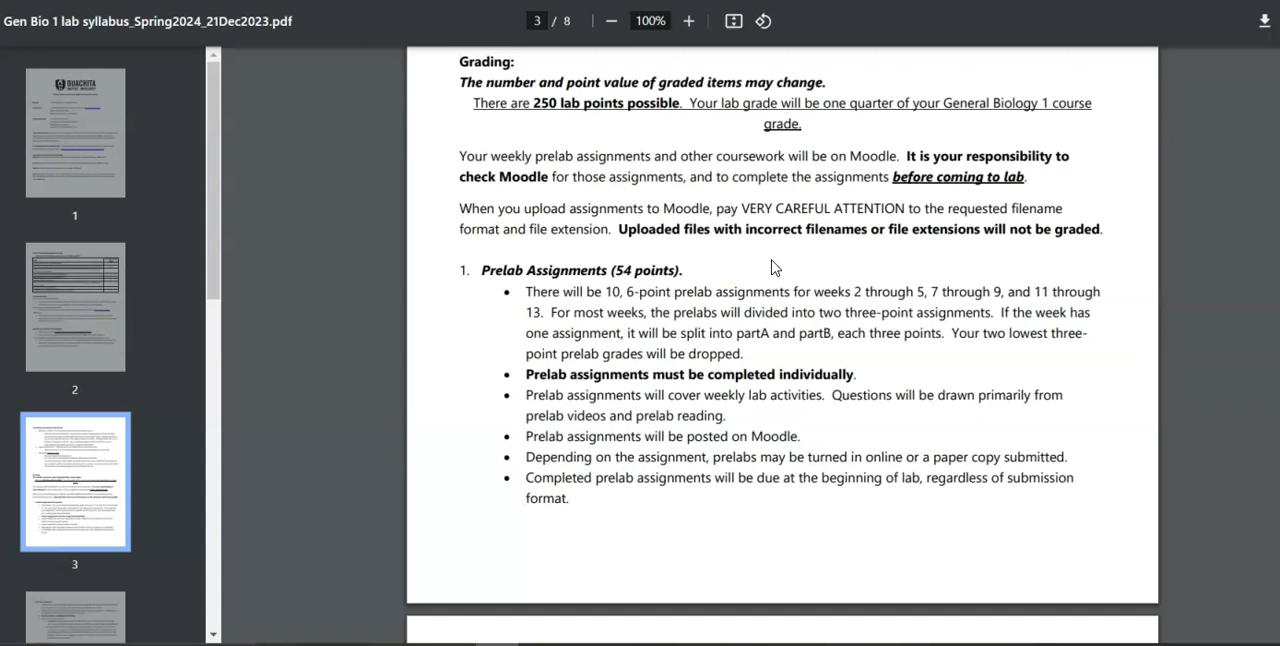 Gen Bio 1 lab syllabus_Spring2024_21Dec2023.pdf
3 / 8
100%
OUACHITA
1
2
3
Grading:
The number and point value of graded items may change.
There are 250 lab points possible. Your lab grade will be one quarter of your General Biology 1 course
grade.
Your weekly prelab assignments and other coursework will be on Moodle. It is your responsibility to
check Moodle for those assignments, and to complete the assignments before coming to lab.
When you upload assignments to Moodle, pay VERY CAREFUL ATTENTION to the requested filename
format and file extension. Uploaded files with incorrect filenames or file extensions will not be graded.
1. Prelab Assignments (54 points).
• There will be 10, 6-point prelab assignments for weeks 2 through 5, 7 through 9, and 11 through
13. For most weeks, the prelabs will divided into two three-point assignments. If the week has
one assignment, it will be split into partA and partB, each three points. Your two lowest three-
point prelab grades will be dropped.
• Prelab assignments must be completed individually.
• Prelab assignments will cover weekly lab activities. Questions will be drawn primarily from
prelab videos and prelab reading.
• Prelab assignments will be posted on Moodle.
• Depending on the assignment, prelabs may be turned in online or a paper copy submitted.
• Completed prelab assignments will be due at the beginning of lab, regardless of submission
format.